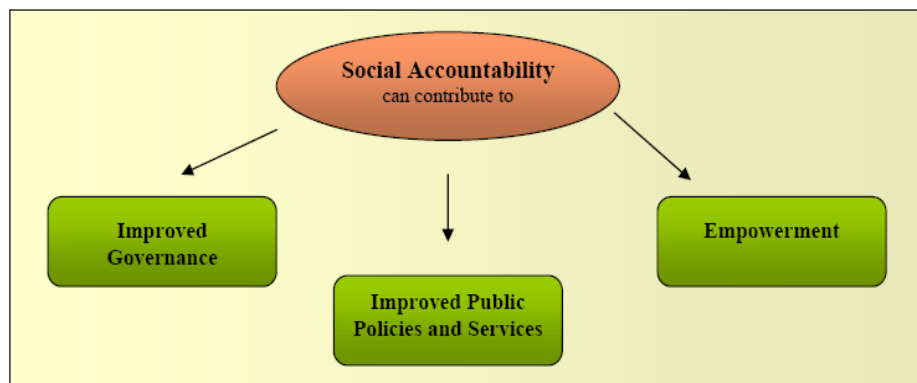 Social Accountability
can contribute to
Improved
Governance
Improved Public
Policies and Services
Empowerment